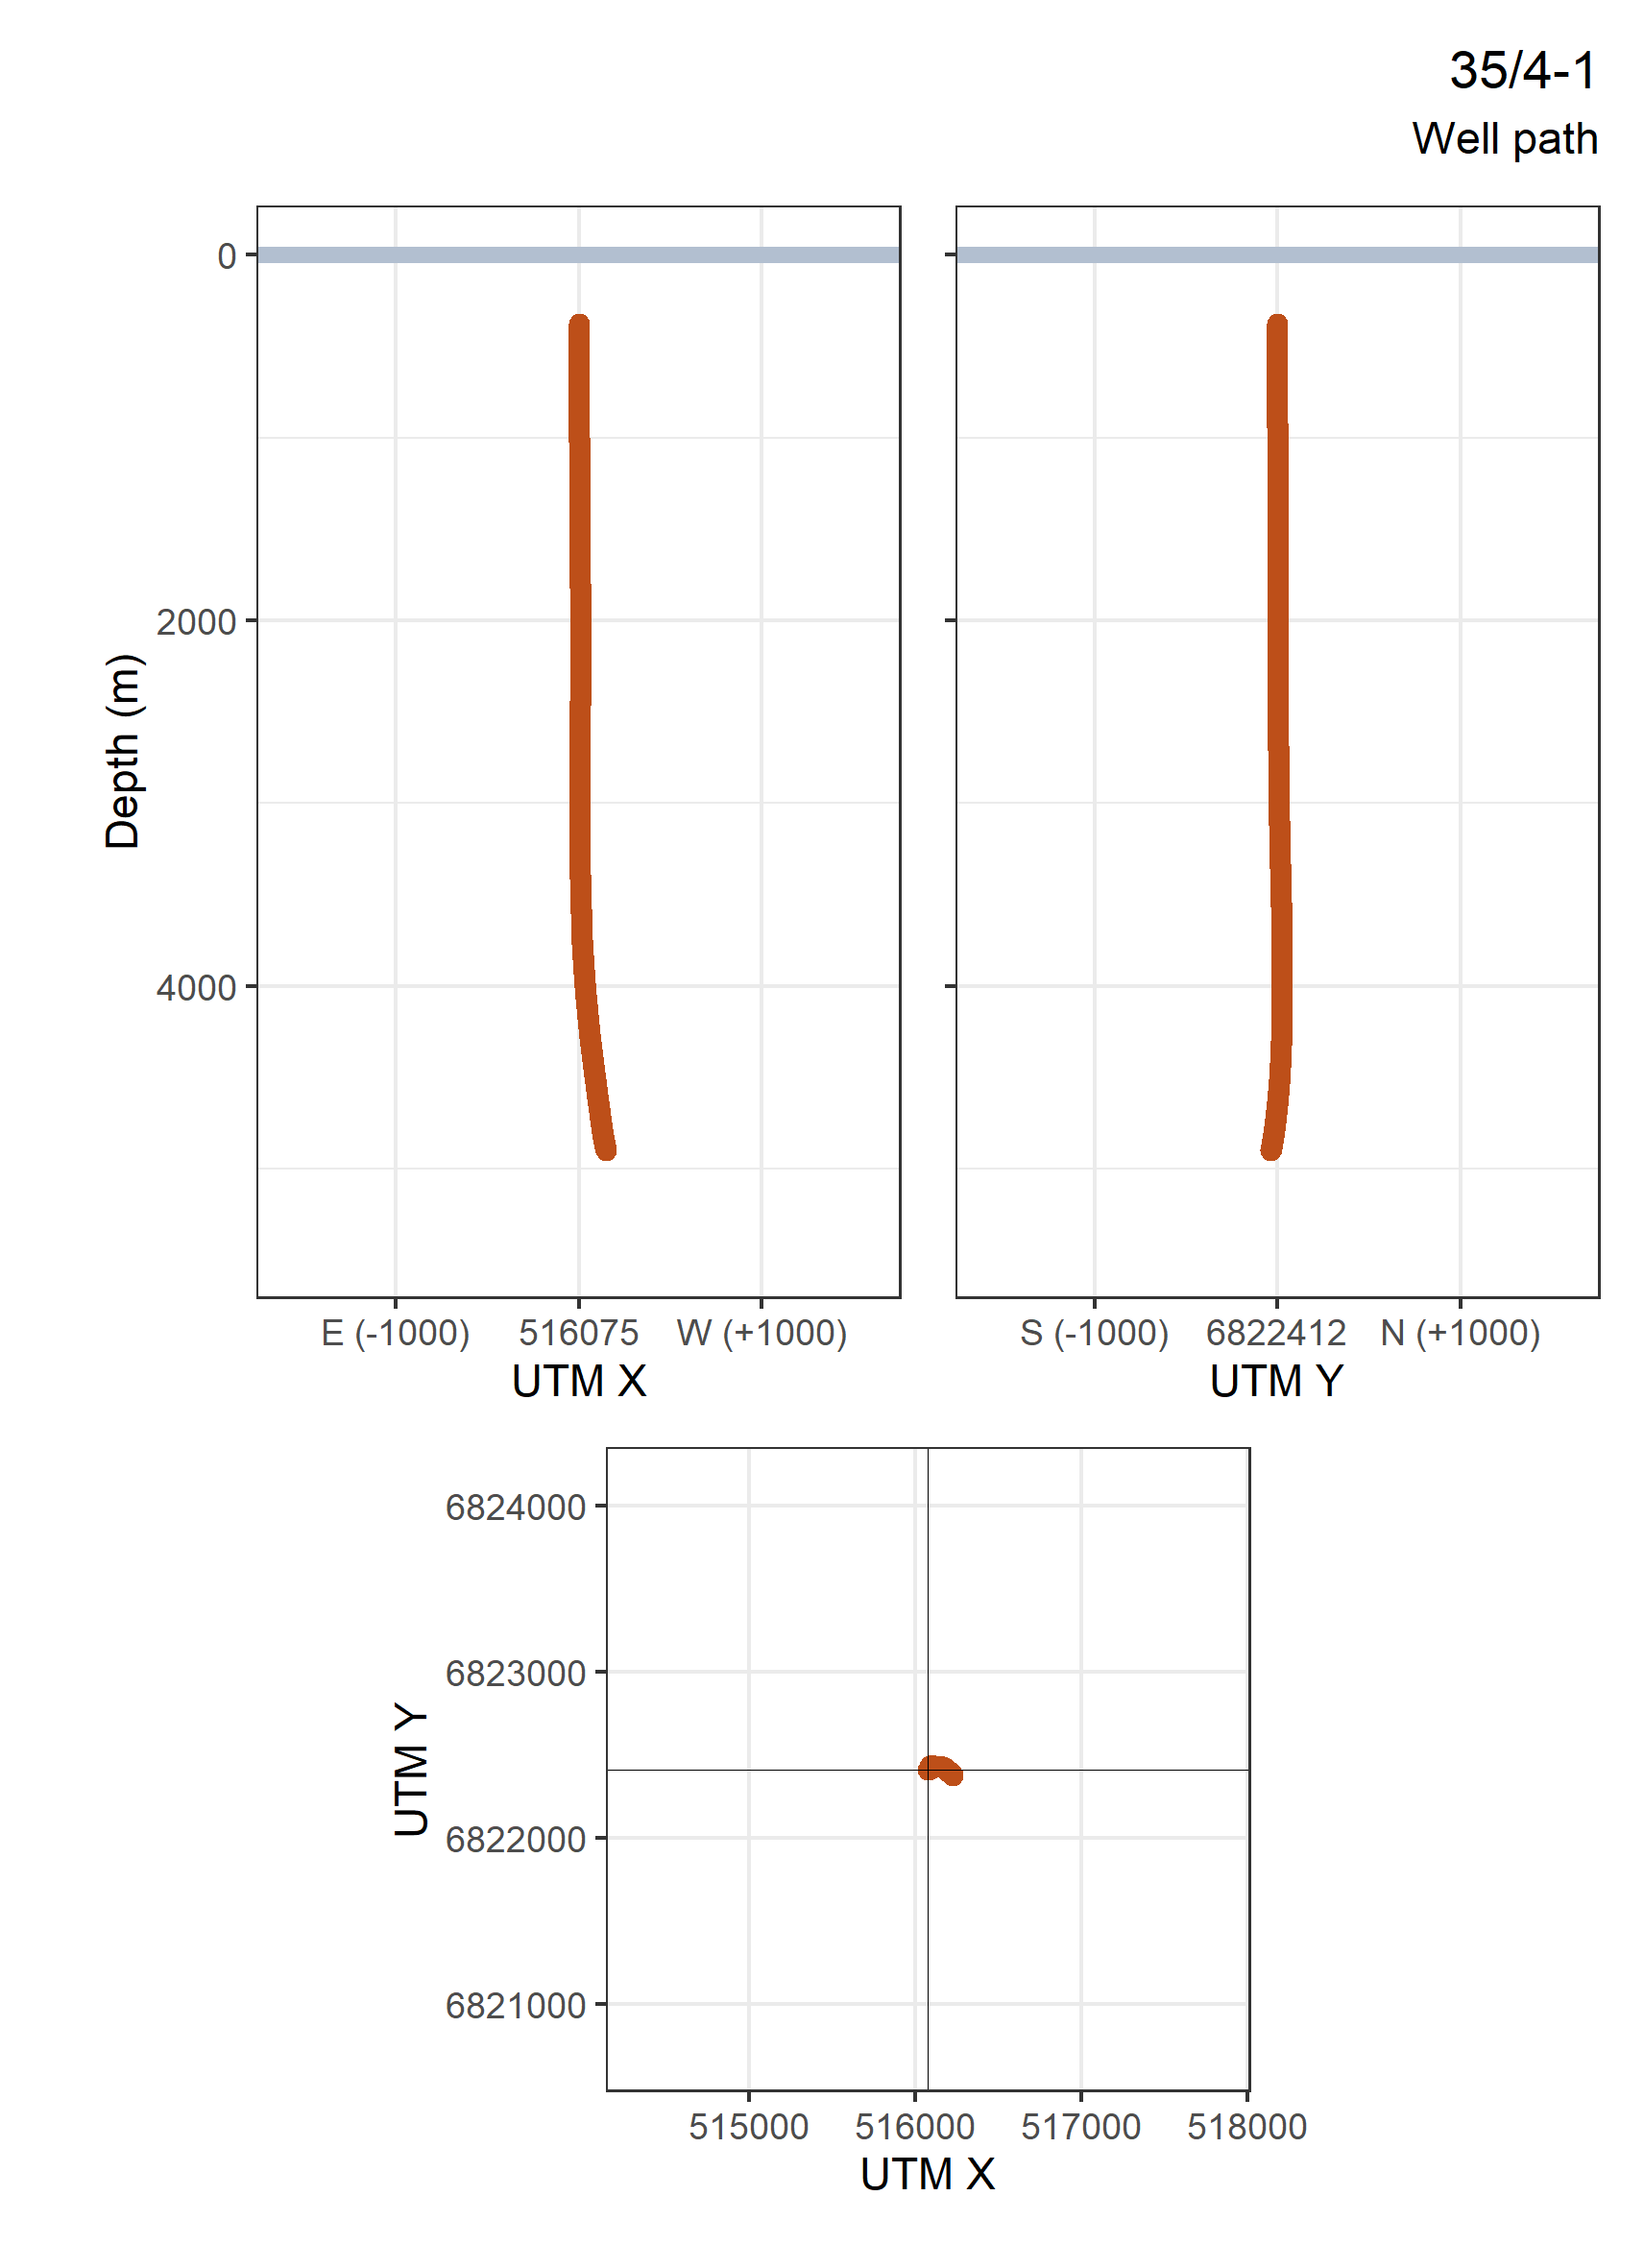 35/4-1
Well path
0
2000
4000
Depth (m)
E (-1000) 516075 W (+1000)
UTM X
S (-1000) 6822412 N (+1000)
UTM Y
6824000
6823000
6822000
6821000
UTM Y
515000 516000 517000 518000
UTM X